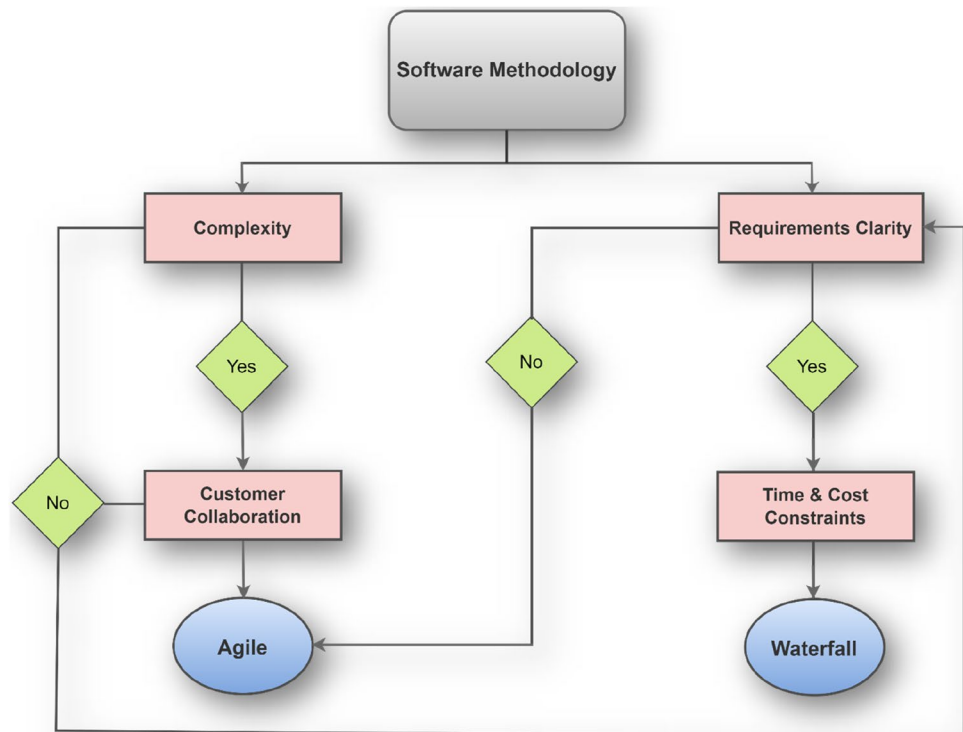 Software Methodology
Complexity
Requirements Clarity
Yes
No
Yes
No
Customer
Collaboration
Time & Cost
Constraints
Agile
Waterfall